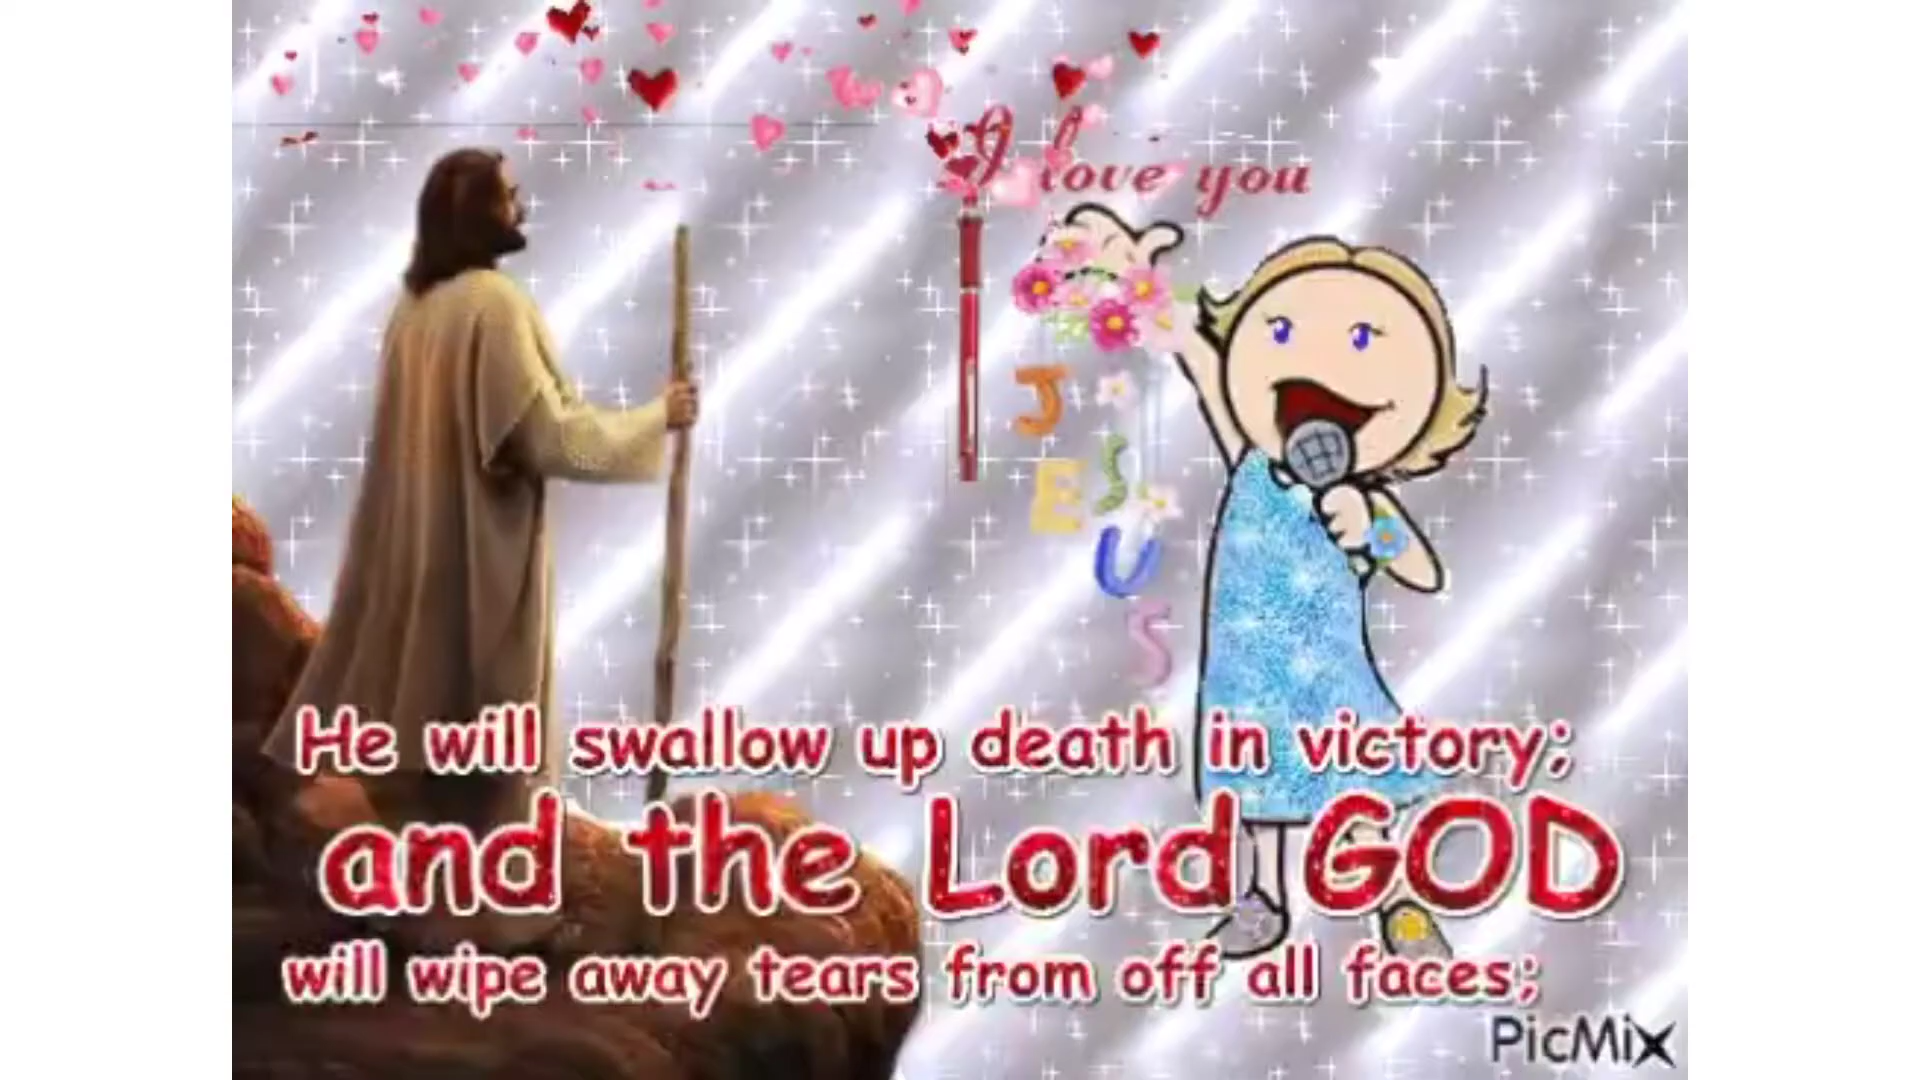 I love you
JESUS
He will swallow up death in victory;
and the Lord GOD
will wipe away tears from off all faces;
PicMix